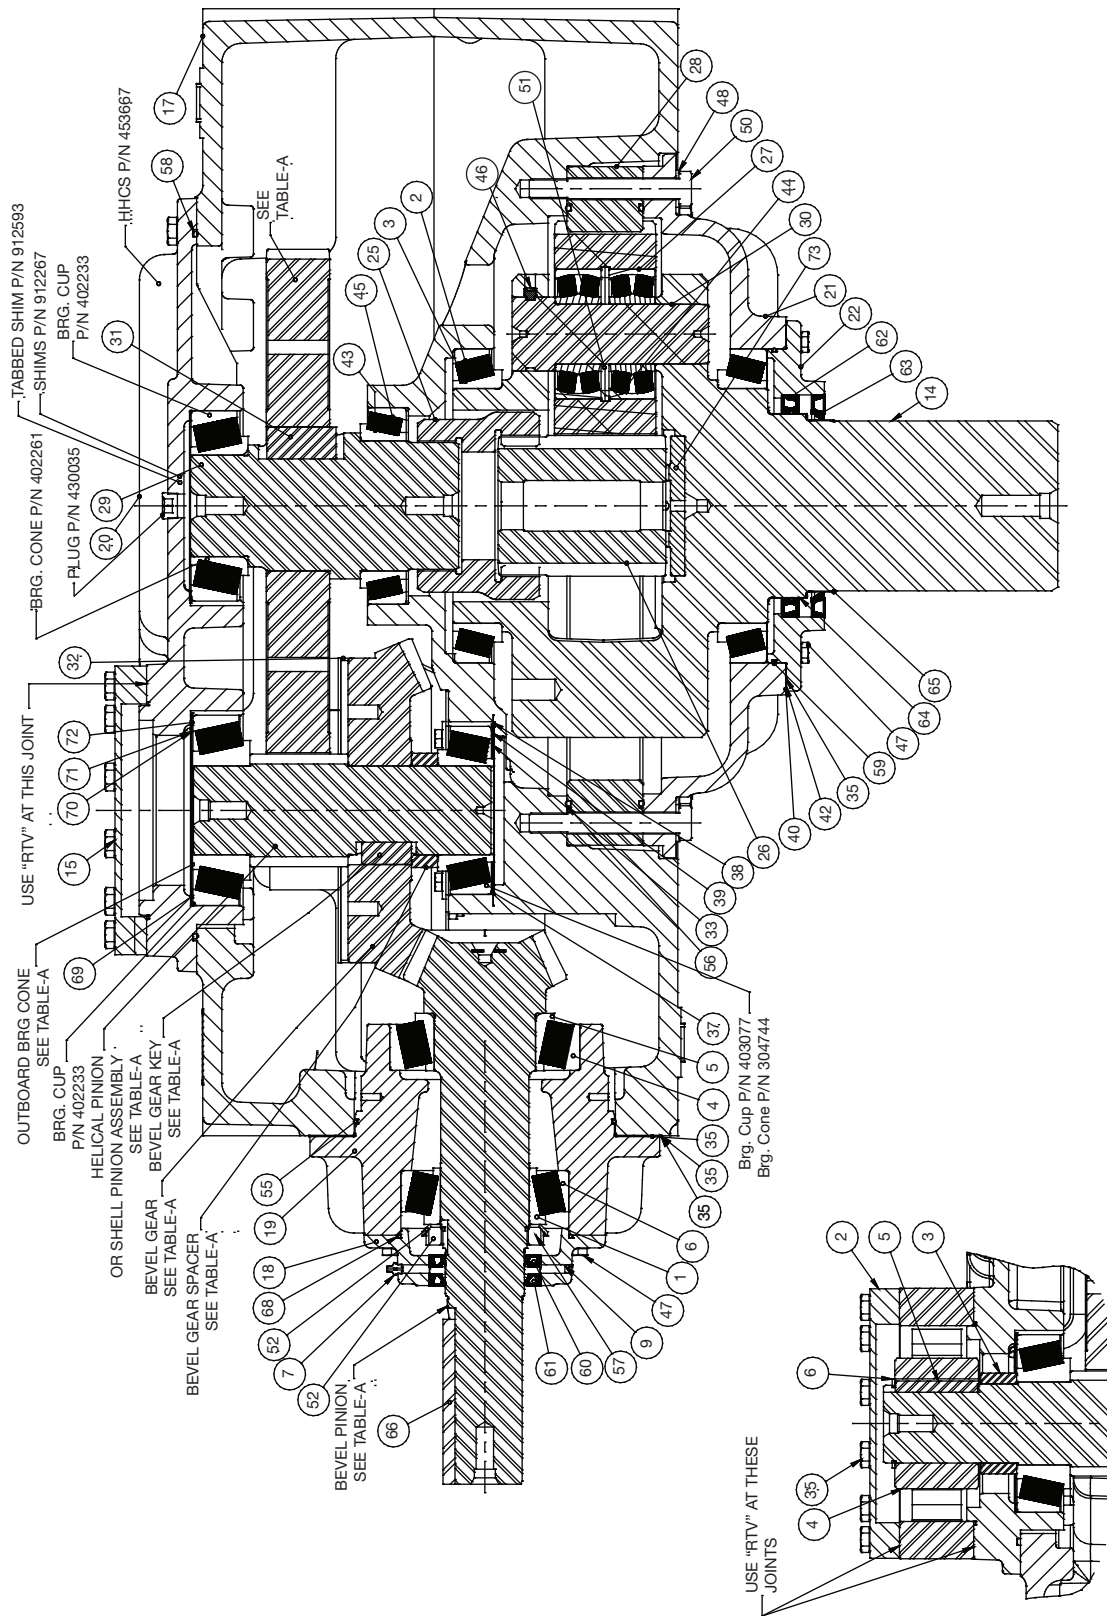 17
58
HHCS P/N 453667
SEE
TABLE-A
TABBED SHIM P/N 912593
SHIMS P/N 912267
BRG. CUP
P/N 402233
31
BRG. CONE P/N 402261
29
20
PLUG P/N 430035
32
USE "RTV" AT THIS JOINT
72
71
70
15
OUTBOARD BRG CONE
SEE TABLE-A
69
BRG. CUP
P/N 402233
HELICAL PINION
OR SHELL PINION ASSEMBLY
SEE TABLE-A
BEVEL GEAR KEY
SEE TABLE-A
BEVEL GEAR
SEE TABLE-A
BEVEL GEAR SPACER
SEE TABLE-A
55
19
18
68
52
7
52
BEVEL PINION
SEE TABLE-A
66
51
46
2
3
25
45
43
28
48
50
27
44
30
73
21
22
62
63
14
65
64
47
59
35
42
40
26
38
39
33
56
37
5
4
35
35
35
Brg. Cup P/N 403077
Brg. Cone P/N 304744
6
1
47
9
57
60
61
2
5
3
6
35
4
USE "RTV" AT THESE
JOINTS